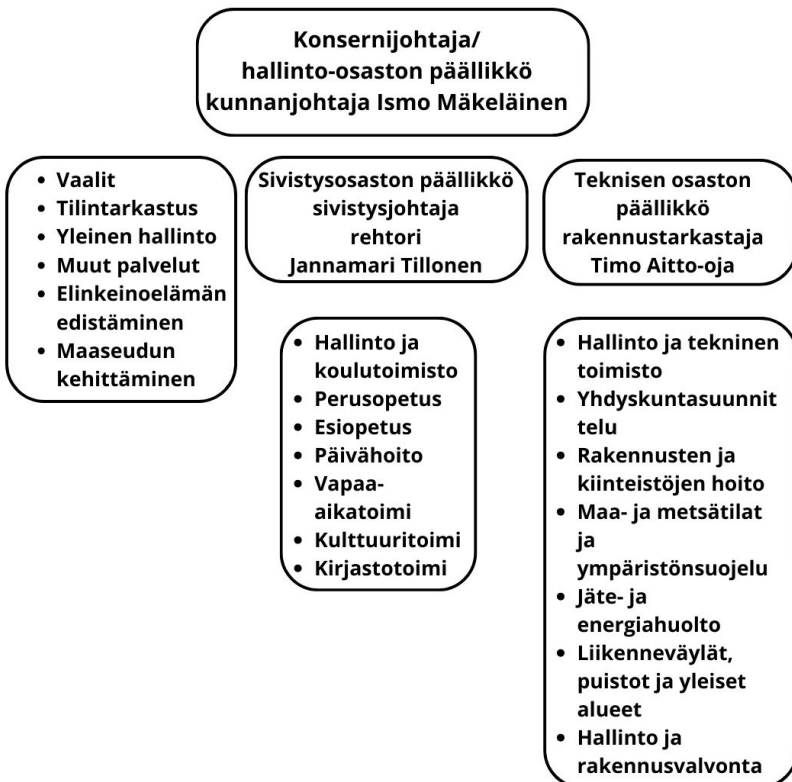 Konsernijohtaja/
hallinto-osaston päällikkö
kunnanjohtaja Ismo Mäkeläinen
• Vaalit
• Tilintarkastus
• Yleinen hallinto
• Muut palvelut
• Elinkeinoelämän
edistäminen
• Maaseudun
kehittäminen
Sivistysosaston päällikkö
sivistysjohtaja
rehtori
Jannamari Tillonen
• Hallinto ja
koulutoimisto
• Perusopetus
• Esiopetus
• Päivähoito
• Vapaa-
aikatoimi
• Kulttuuritoimi
• Kirjastotoimi
Teknisen osaston
päällikkö
rakennustarkastaja
Timo Aitto-oja
• Hallinto ja tekninen
toimisto
• Yhdyskuntasuunnit
telu
• Rakennusten ja
kiinteistöjen hoito
• Maa- ja metsätilat
ja
ympäristönsuojelu
• Jäte- ja
energiahuolto
• Liikenneväylät,
puistot ja yleiset
alueet
• Hallinto ja
rakennusvalvonta